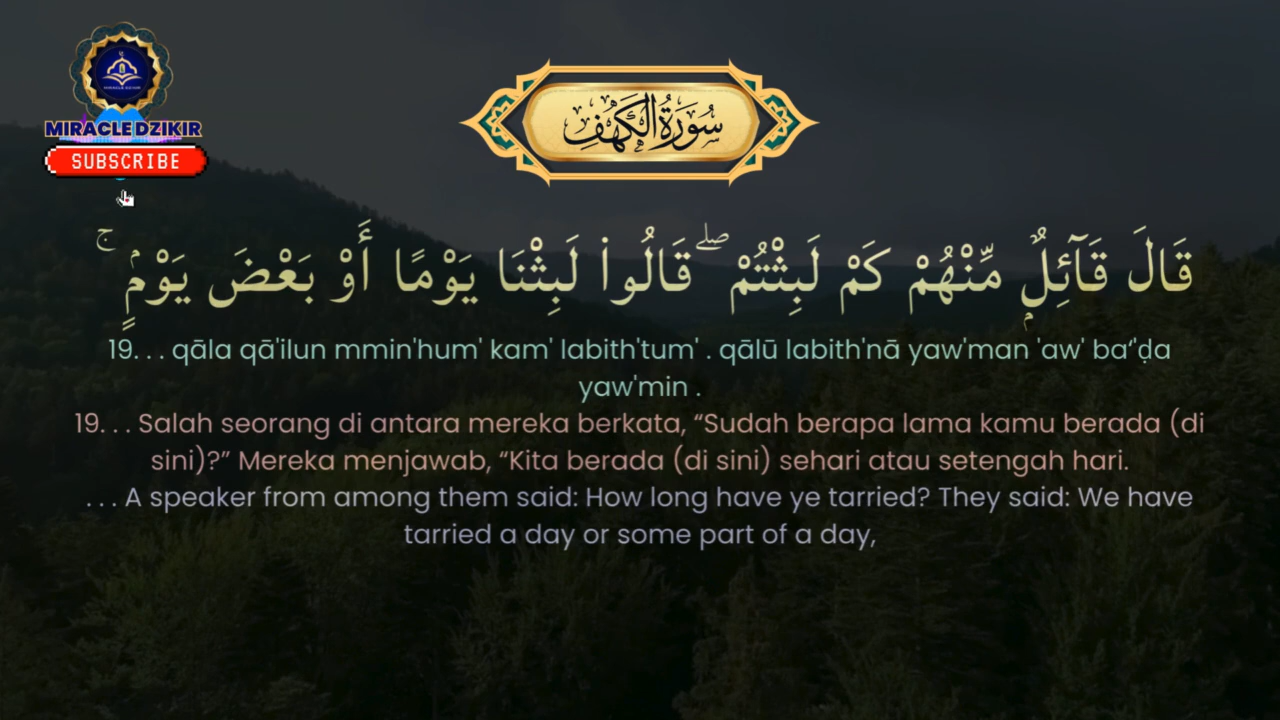 MIRACLE DZIKIR
SUBSCRIBE
سُورَةُ الكَهْفِ
قَالَ قَآئِلٌۭ مِّنْهُمْ كَمْ لَبِثْتُمْ ۖ قَالُوا۟ لَبِثْنَا يَوْمًا أَوْ بَعْضَ يَوْمٍۢ ۚ
19. . . qāla qā'ilun mmin'hum' kam' labith'tum' . qālū labith'nā yaw'man 'aw' ba‘'ḍa
yaw'min .
19. . . Salah seorang di antara mereka berkata, “Sudah berapa lama kamu berada (di
sini)?” Mereka menjawab, “Kita berada (di sini) sehari atau setengah hari.
. . . A speaker from among them said: How long have ye tarried? They said: We have
tarried a day or some part of a day,